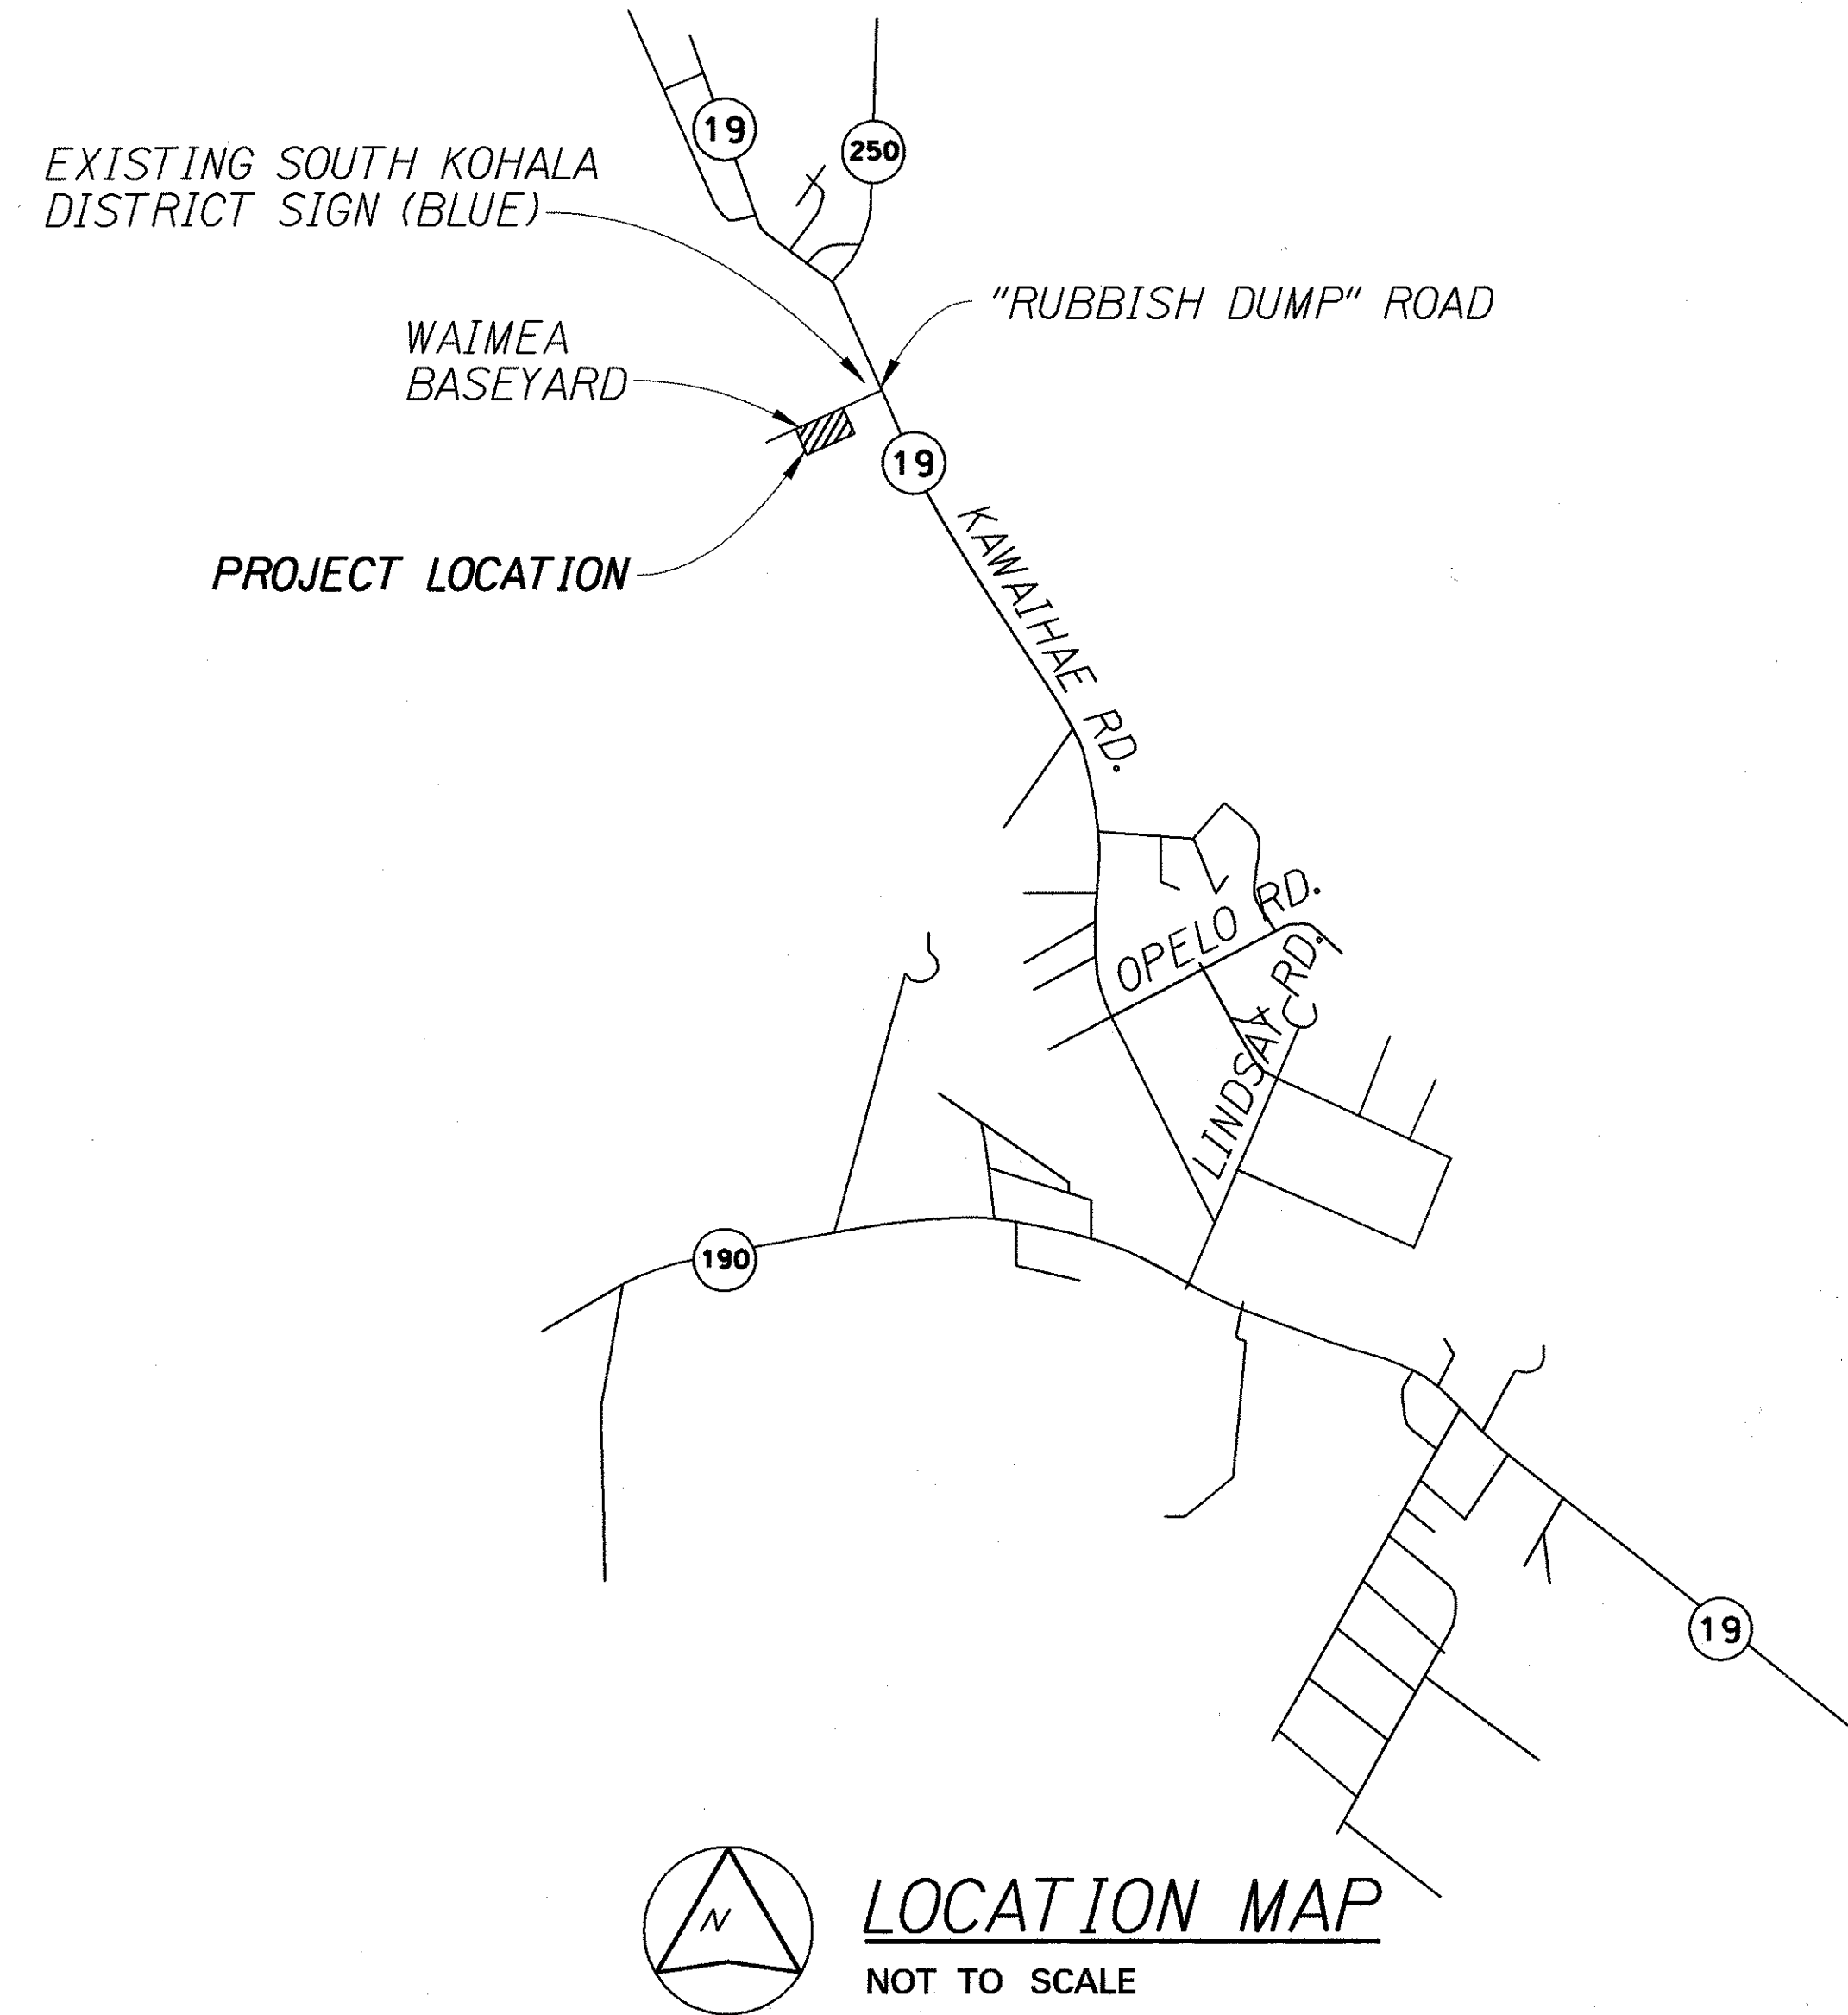 19
250
EXISTING SOUTH KOHALA
DISTRICT SIGN (BLUE)
"RUBBISH DUMP" ROAD
WAIMEA
BASEYARD
19
PROJECT LOCATION
KAWAIHAE RD.
OPELO RD.
LINDSAY RD.
190
19
N
LOCATION MAP
NOT TO SCALE